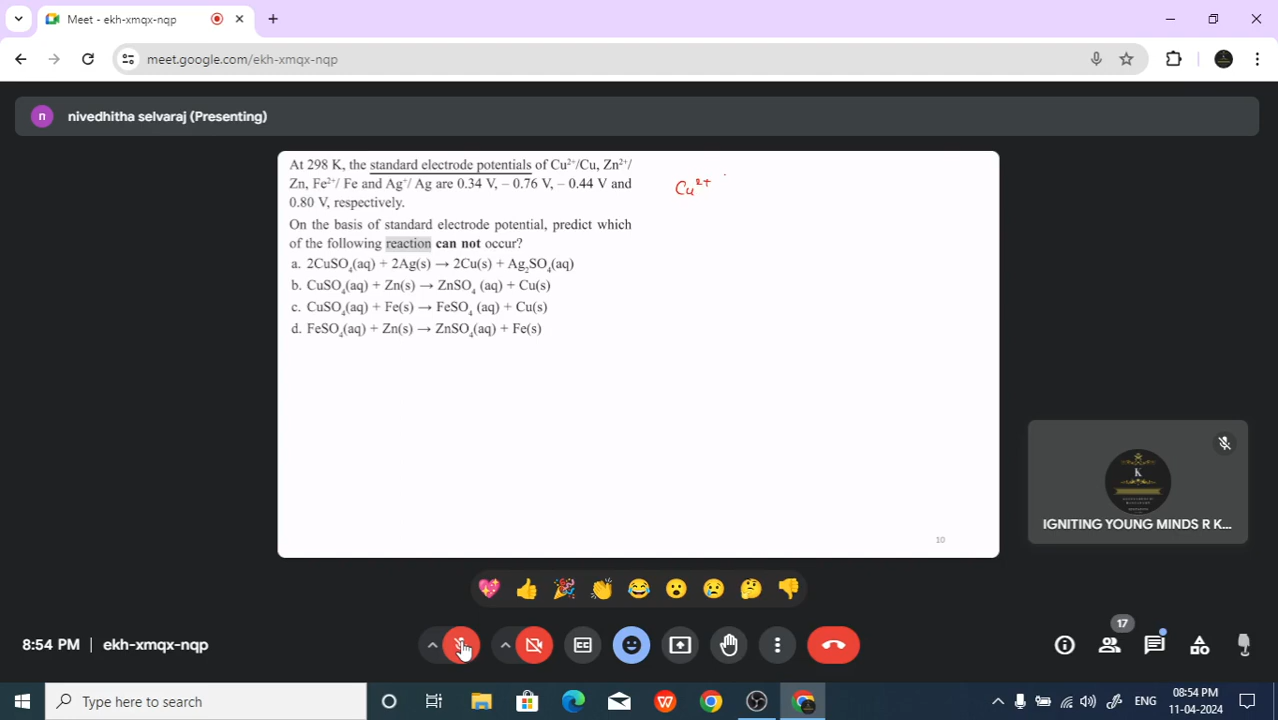 Meet - ekh-xmqx-nqp
meet.google.com/ekh-xmqx-nqp
n
nivedhitha selvaraj (Presenting)
At 298 K, the standard electrode potentials of Cu²⁺/Cu, Zn²⁺/
Zn, Fe²⁺/ Fe and Ag⁺/ Ag are 0.34 V, – 0.76 V, – 0.44 V and
0.80 V, respectively.
On the basis of standard electrode potential, predict which
of the following reaction can not occur?
a. 2CuSO₄(aq) + 2Ag(s) → 2Cu(s) + Ag₂SO₄(aq)
b. CuSO₄(aq) + Zn(s) → ZnSO₄ (aq) + Cu(s)
c. CuSO₄(aq) + Fe(s) → FeSO₄ (aq) + Cu(s)
d. FeSO₄(aq) + Zn(s) → ZnSO₄(aq) + Fe(s)
Cu²⁺
10
K
IGNITING YOUNG MINDS R K...
8:54 PM | ekh-xmqx-nqp
17
Type here to search
ENG
08:54 PM
11-04-2024